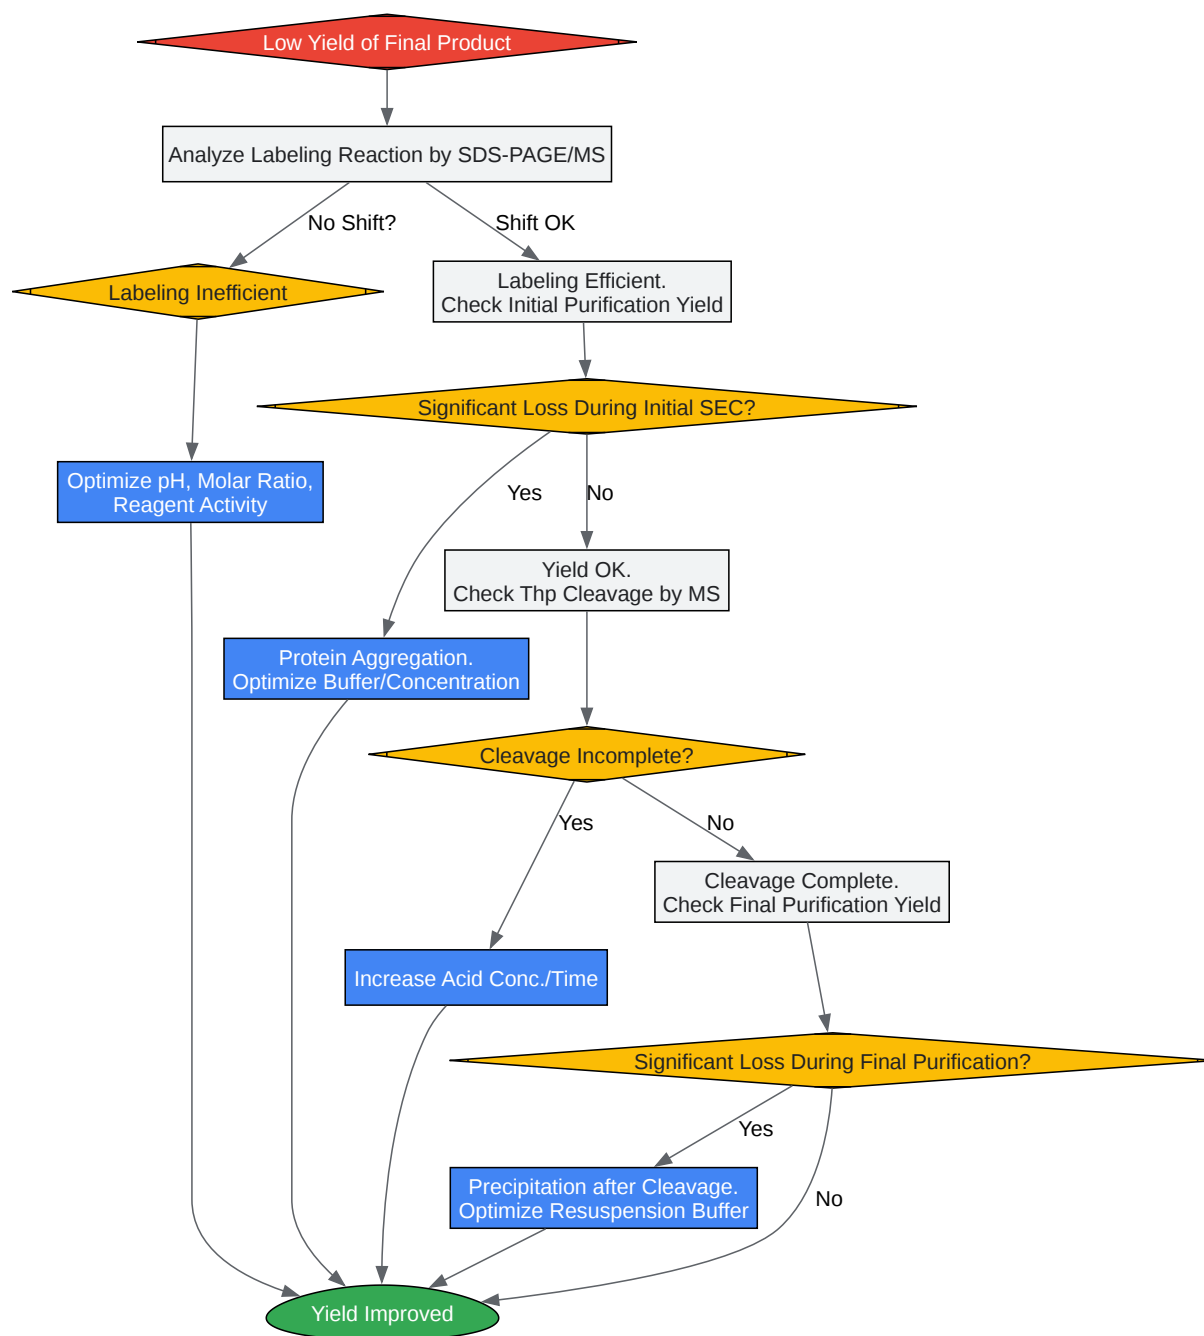 Low Yield of Final Product
Analyze Labeling Reaction by SDS-PAGE/MS
No Shift?
Shift OK
Labeling Inefficient
Labeling Efficient.
Check Initial Purification Yield
Significant Loss During Initial SEC?
Optimize pH, Molar Ratio,
Reagent Activity
Yes
No
Yield OK.
Check Thp Cleavage by MS
Protein Aggregation.
Optimize Buffer/Concentration
Cleavage Incomplete?
Yes
No
Cleavage Complete.
Check Final Purification Yield
Increase Acid Conc./Time
Significant Loss During Final Purification?
Yes
Precipitation after Cleavage.
Optimize Resuspension Buffer
No
Yield Improved